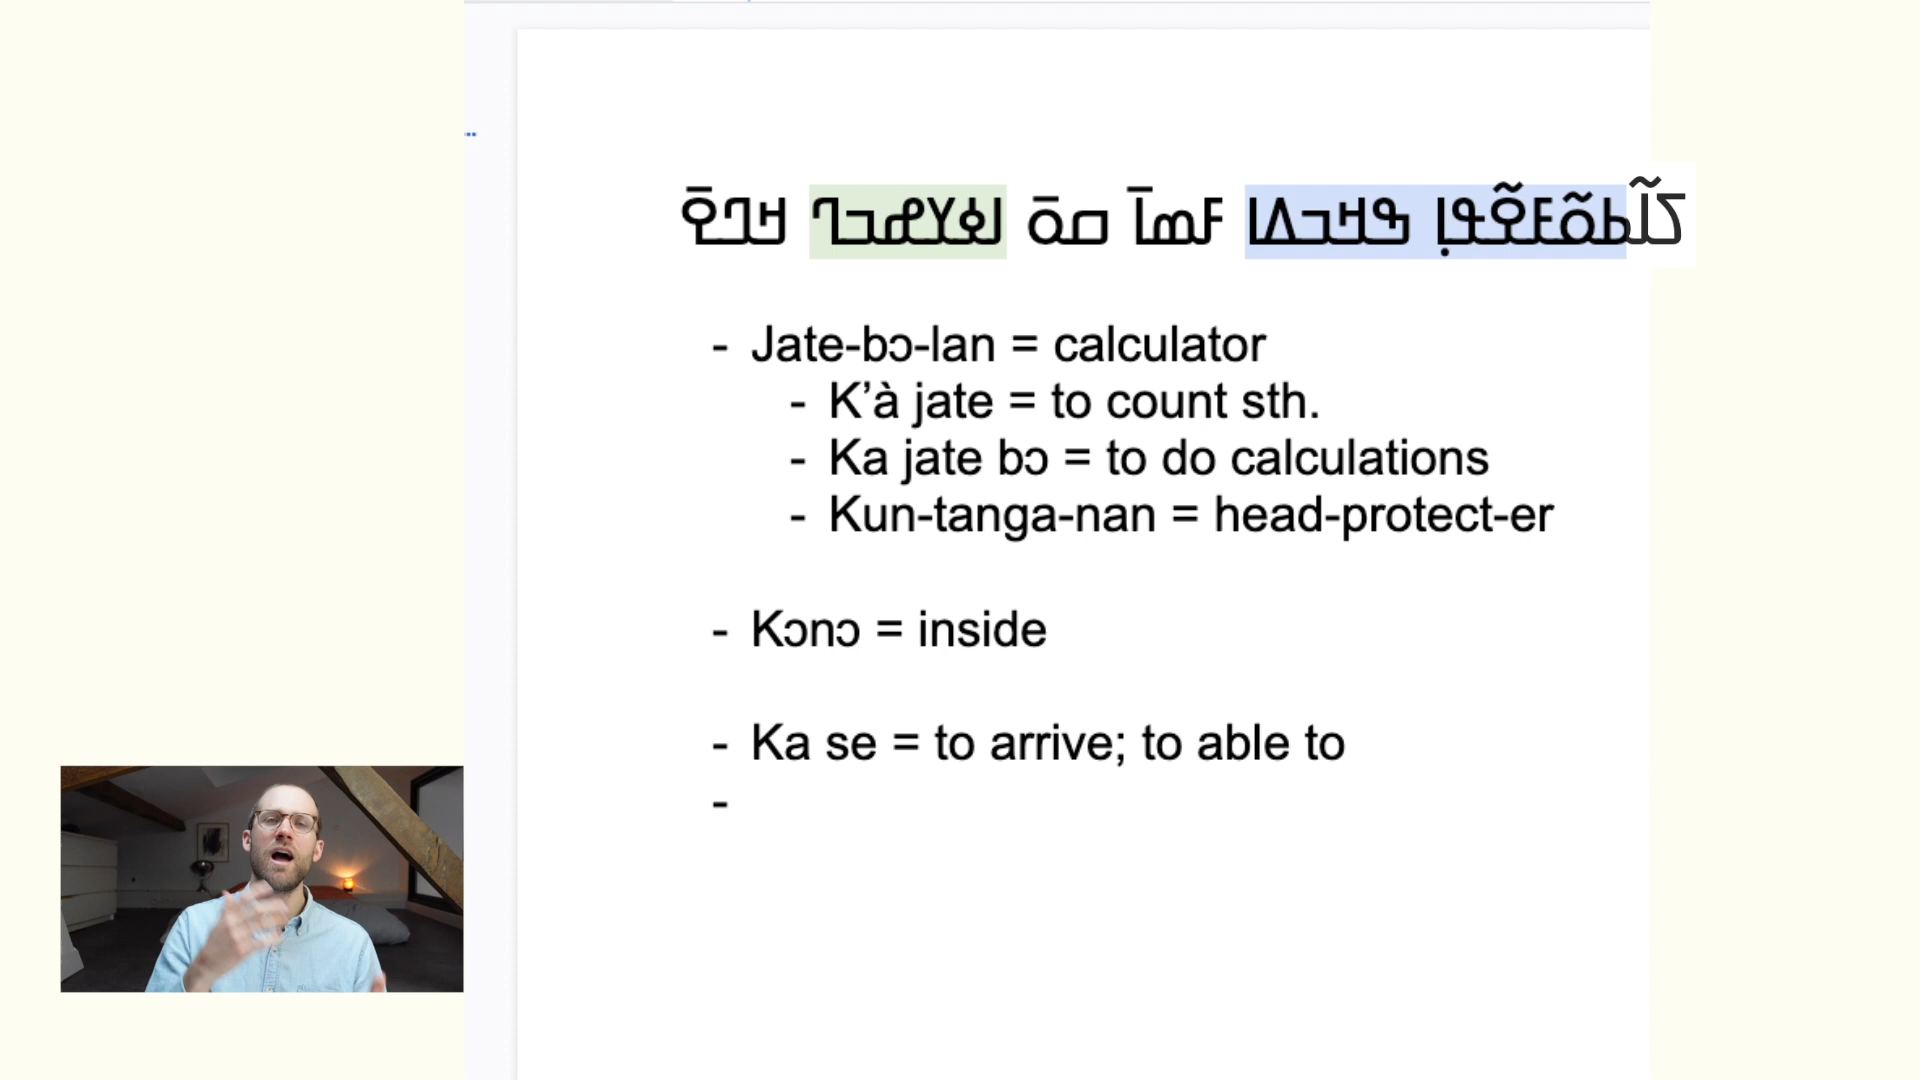 - Jate-bɔ-lan = calculator
- K’à jate = to count sth.
- Ka jate bɔ = to do calculations
- Kun-tanga-nan = head-protect-er
- Kɔnɔ = inside
- Ka se = to arrive; to able to
-